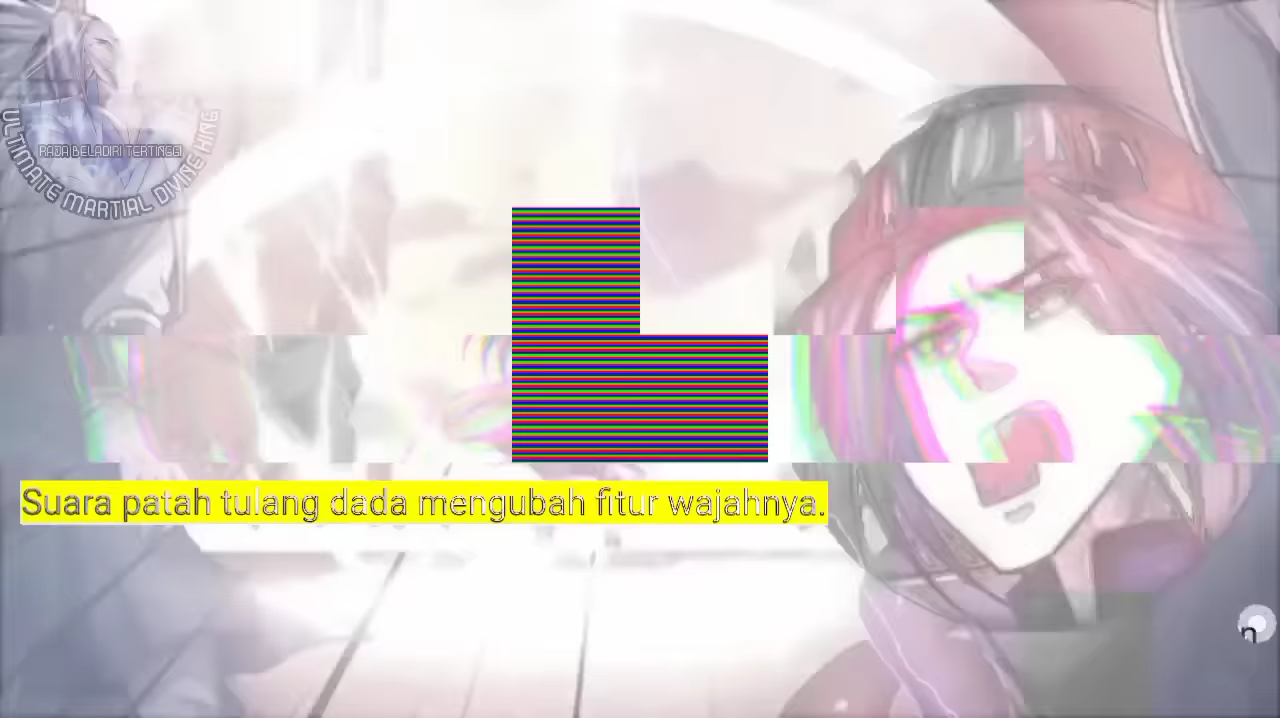 RAJA BELADIRI TERTINGGI
ULTIMATE MARTIAL DIVINE KING
Suara patah tulang dada mengubah fitur wajahnya.
n